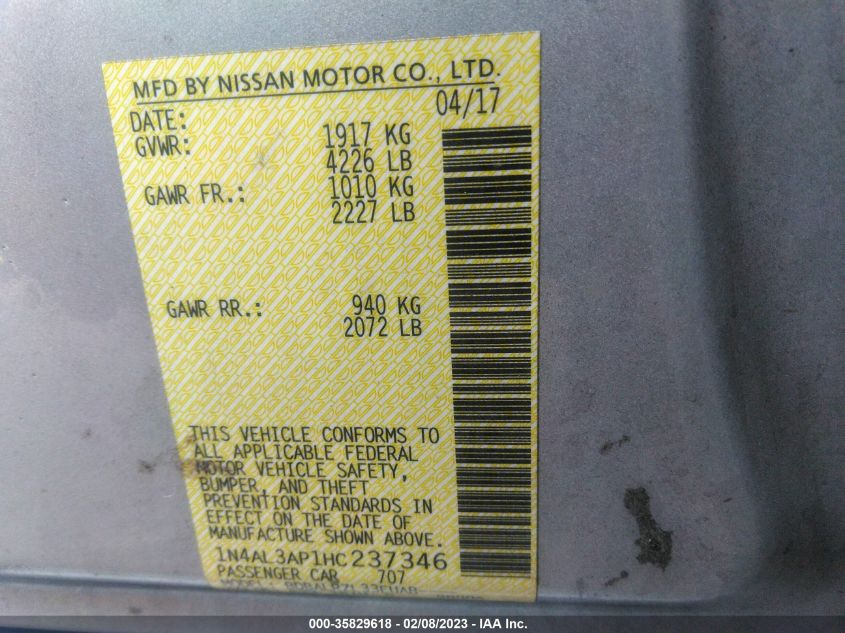 MFD BY NISSAN MOTOR CO., LTD.
DATE: 04/17
GVWR: 1917 KG
4226 LB
GAWR FR.: 1010 KG
2227 LB
GAWR RR.: 940 KG
2072 LB
THIS VEHICLE CONFORMS TO
ALL APPLICABLE FEDERAL
MOTOR VEHICLE SAFETY,
BUMPER, AND THEFT
PREVENTION STANDARDS IN
EFFECT ON THE DATE OF
MANUFACTURE SHOWN ABOVE.
1N4AL3AP1HC237346
PASSENGER CAR 707
MODEL:
000-35829618 - 02/08/2023 - IAA Inc.